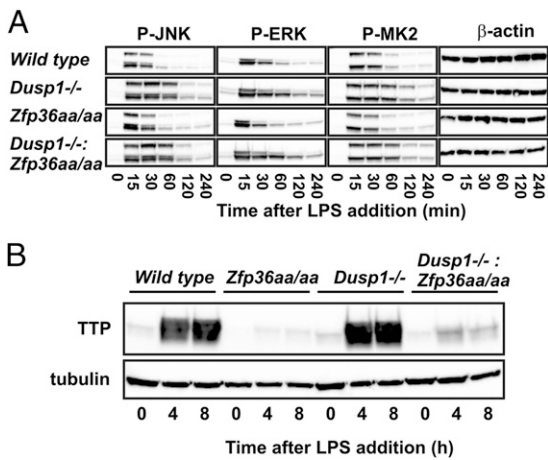 A
P-JNK P-ERK P-MK2 β-actin
Wild type
Dusp1-/-
Zfp36aa/aa
Dusp1-/-:
Zfp36aa/aa
0 15 30 60 120 240 0 15 30 60 120 240 0 15 30 60 120 240 0 15 30 60 120 240
Time after LPS addition (min)
B
Wild type Zfp36aa/aa Dusp1-/- Dusp1-/- :
Zfp36aa/aa
TTP
tubulin
0 4 8 0 4 8 0 4 8 0 4 8
Time after LPS addition (h)